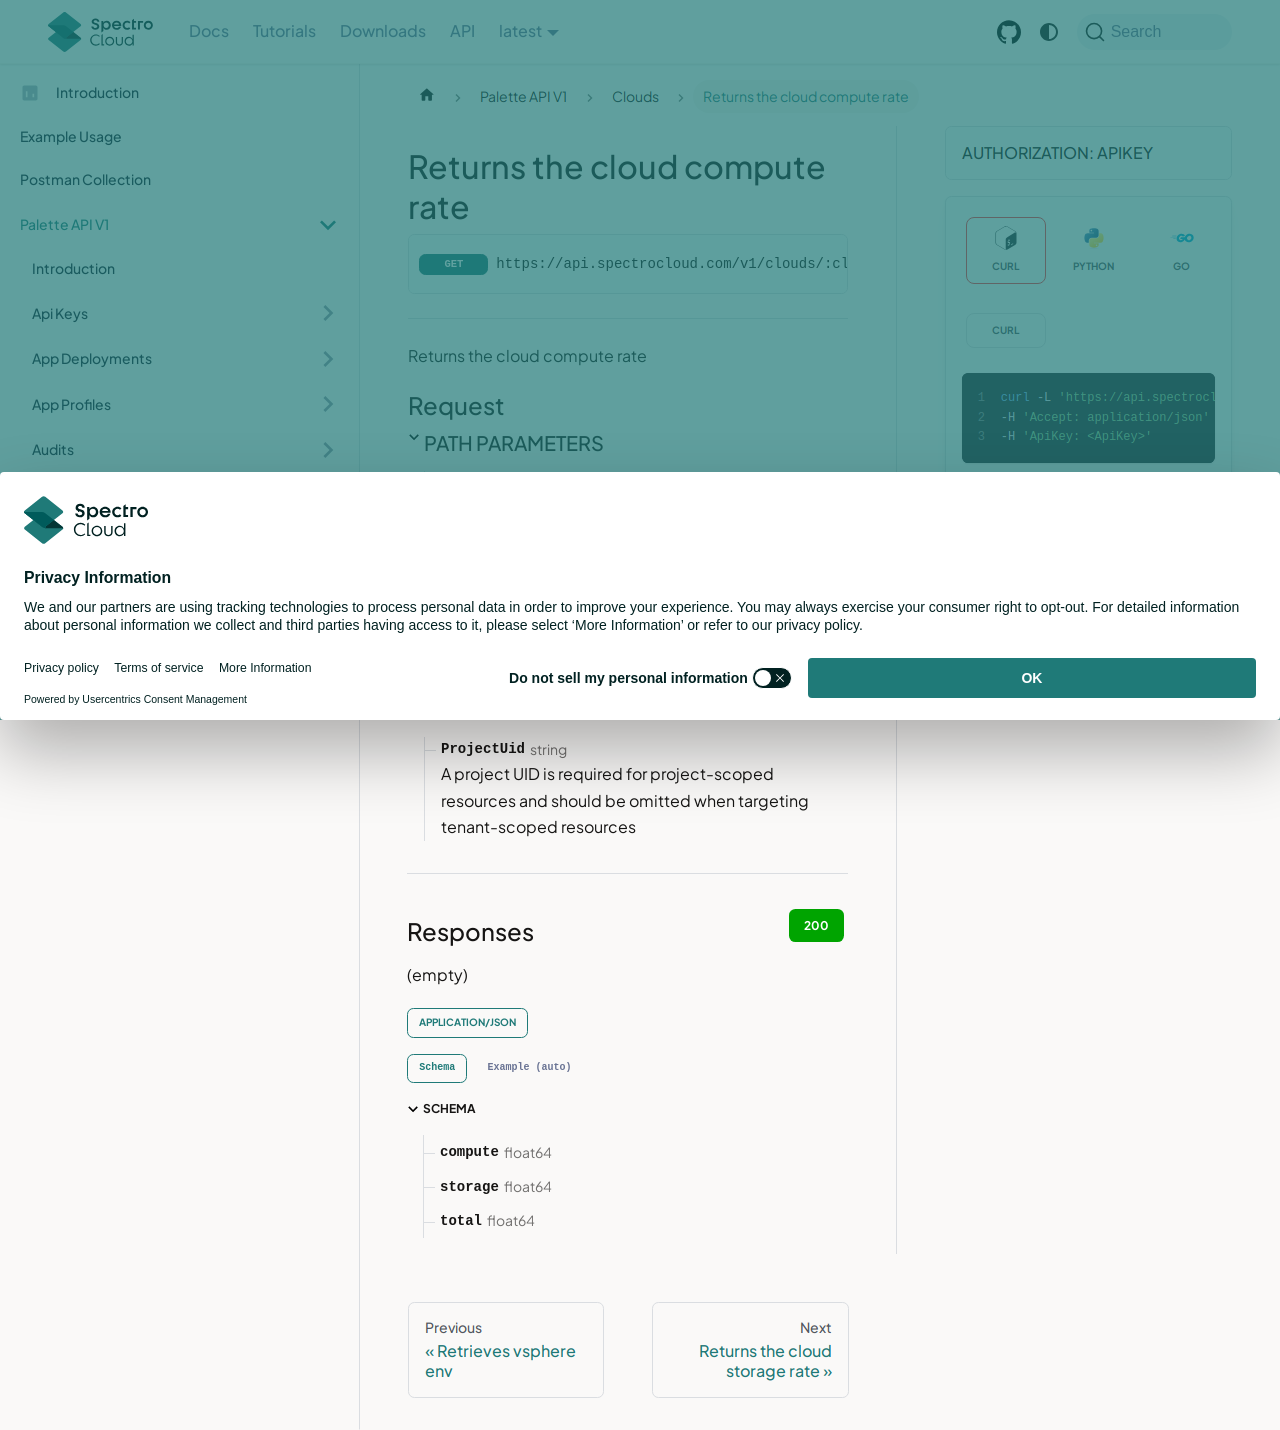 Spectro
Cloud
Docs
Tutorials
Downloads
API
latest
Search
Introduction
Example Usage
Postman Collection
Palette API V1
Introduction
Api Keys
App Deployments
App Profiles
Audits
Palette API V1
Clouds
Returns the cloud compute rate
Returns the cloud compute
rate
GET https://api.spectrocloud.com/v1/clouds/:cl
Returns the cloud compute rate
Request
PATH PARAMETERS
AUTHORIZATION: APIKEY
CURL
PYTHON
GO
CURL
1 curl -L 'https://api.spectrocl
2 -H 'Accept: application/json'
3 -H 'ApiKey: <ApiKey>'
Spectro
Cloud
Privacy Information
We and our partners are using tracking technologies to process personal data in order to improve your experience. You may always exercise your consumer right to opt-out. For detailed information
about personal information we collect and third parties having access to it, please select ‘More Information’ or refer to our privacy policy.
Privacy policy
Terms of service
More Information
Powered by Usercentrics Consent Management
Do not sell my personal information
OK
ProjectUid string
A project UID is required for project-scoped
resources and should be omitted when targeting
tenant-scoped resources
Responses
200
(empty)
APPLICATION/JSON
Schema
Example (auto)
SCHEMA
compute float64
storage float64
total float64
Previous
« Retrieves vsphere
env
Next
Returns the cloud
storage rate »